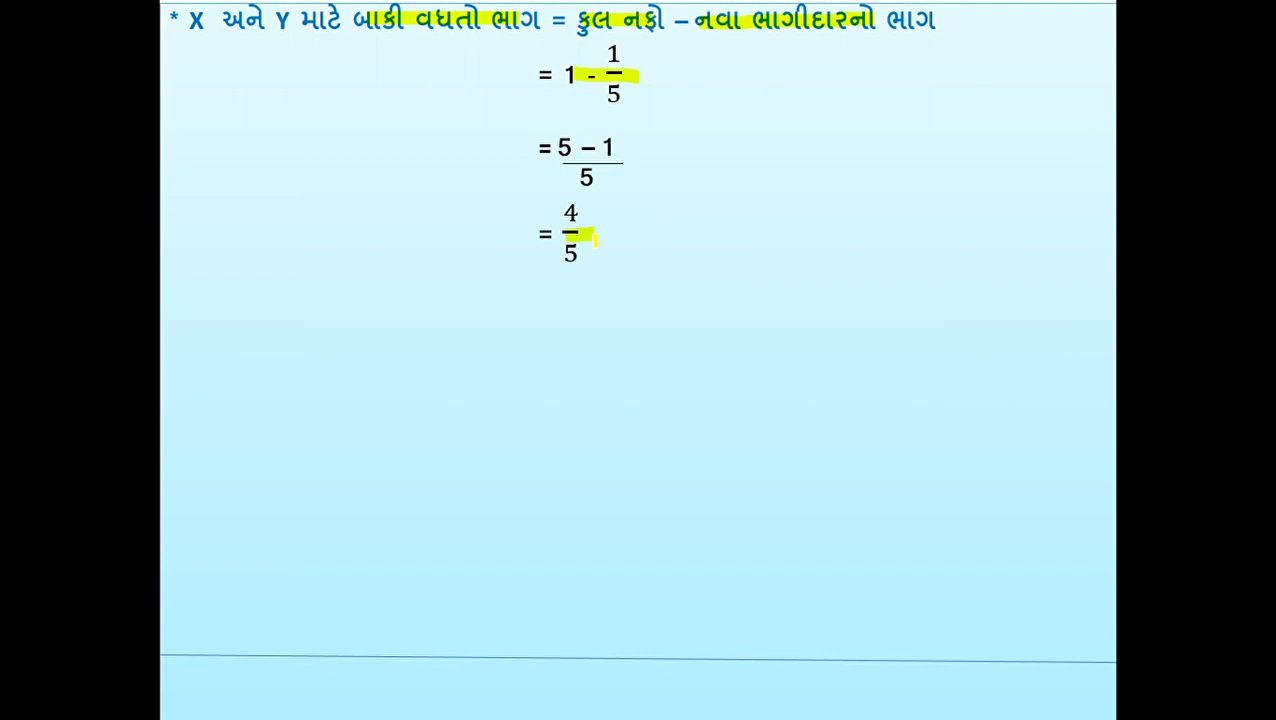 * X અને Y માટે બાકી વધતો ભાગ = કુલ નફો – નવા ભાગીદારનો ભાગ
= 1 - 1/5
= 5 – 1/5
= 4/5